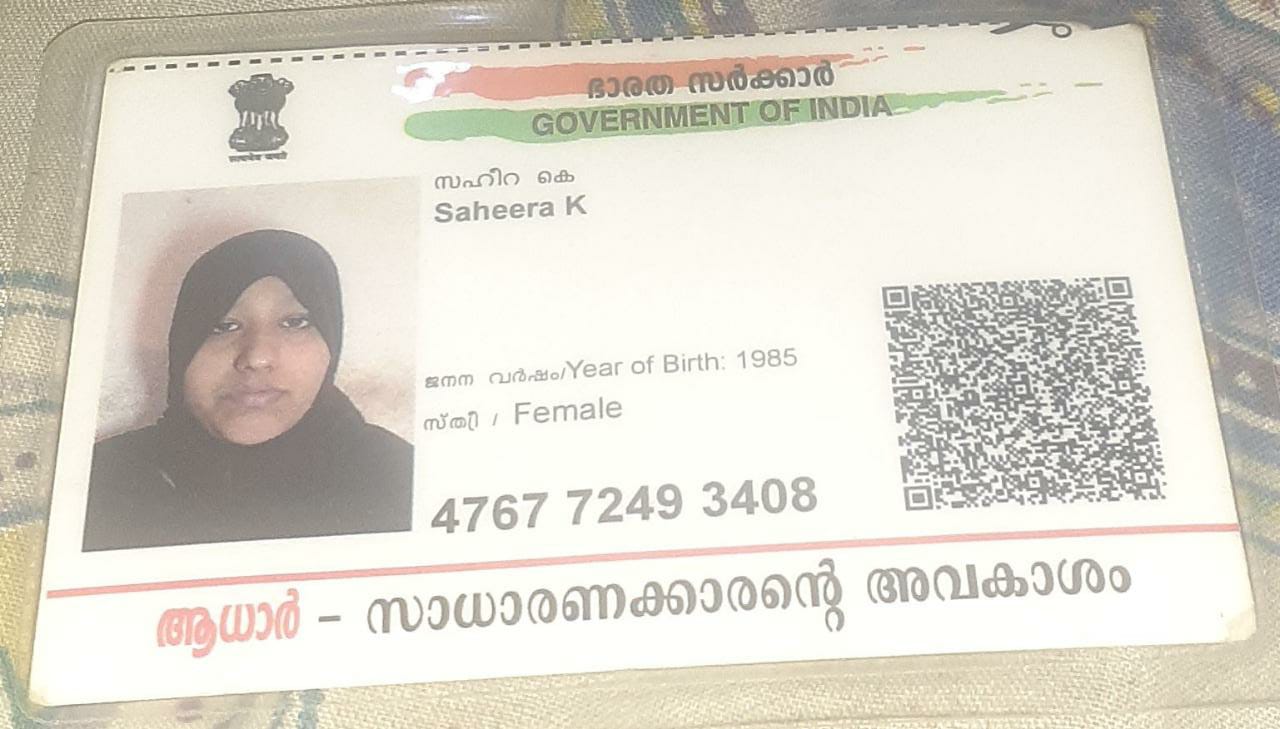 ഭാരത സർക്കാർ
GOVERNMENT OF INDIA
सत्यमेव जयते
സഹീറ കെ
Saheera K
ജനന വർഷം/Year of Birth: 1985
സ്ത്രീ / Female
4767 7249 3408
ആധാർ – സാധാരണക്കാരന്റെ അവകാശം